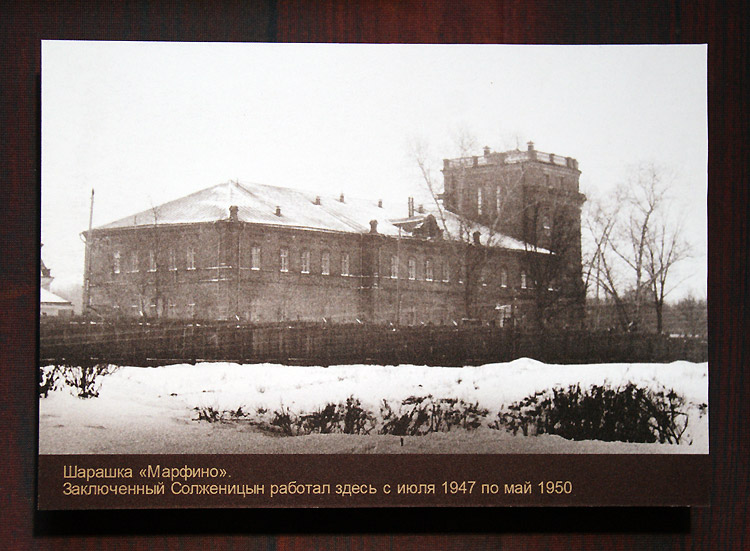 Шарашка «Марфино».
Заключенный Солженицын работал здесь с июля 1947 по май 1950